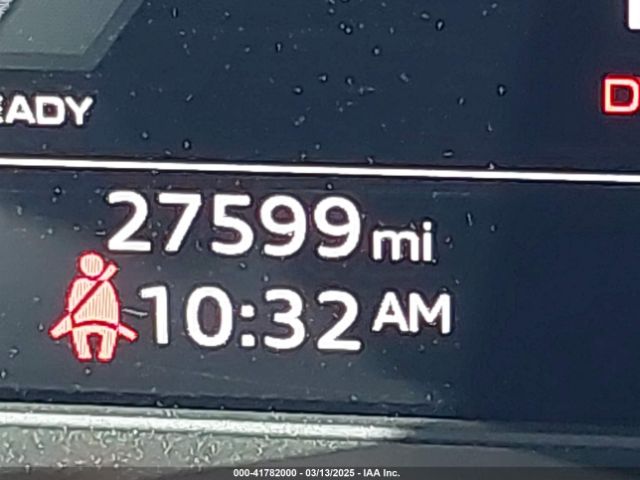 EADY
D
27599 mi
10:32 AM
000-41782000 - 03/13/2025 - IAA Inc.